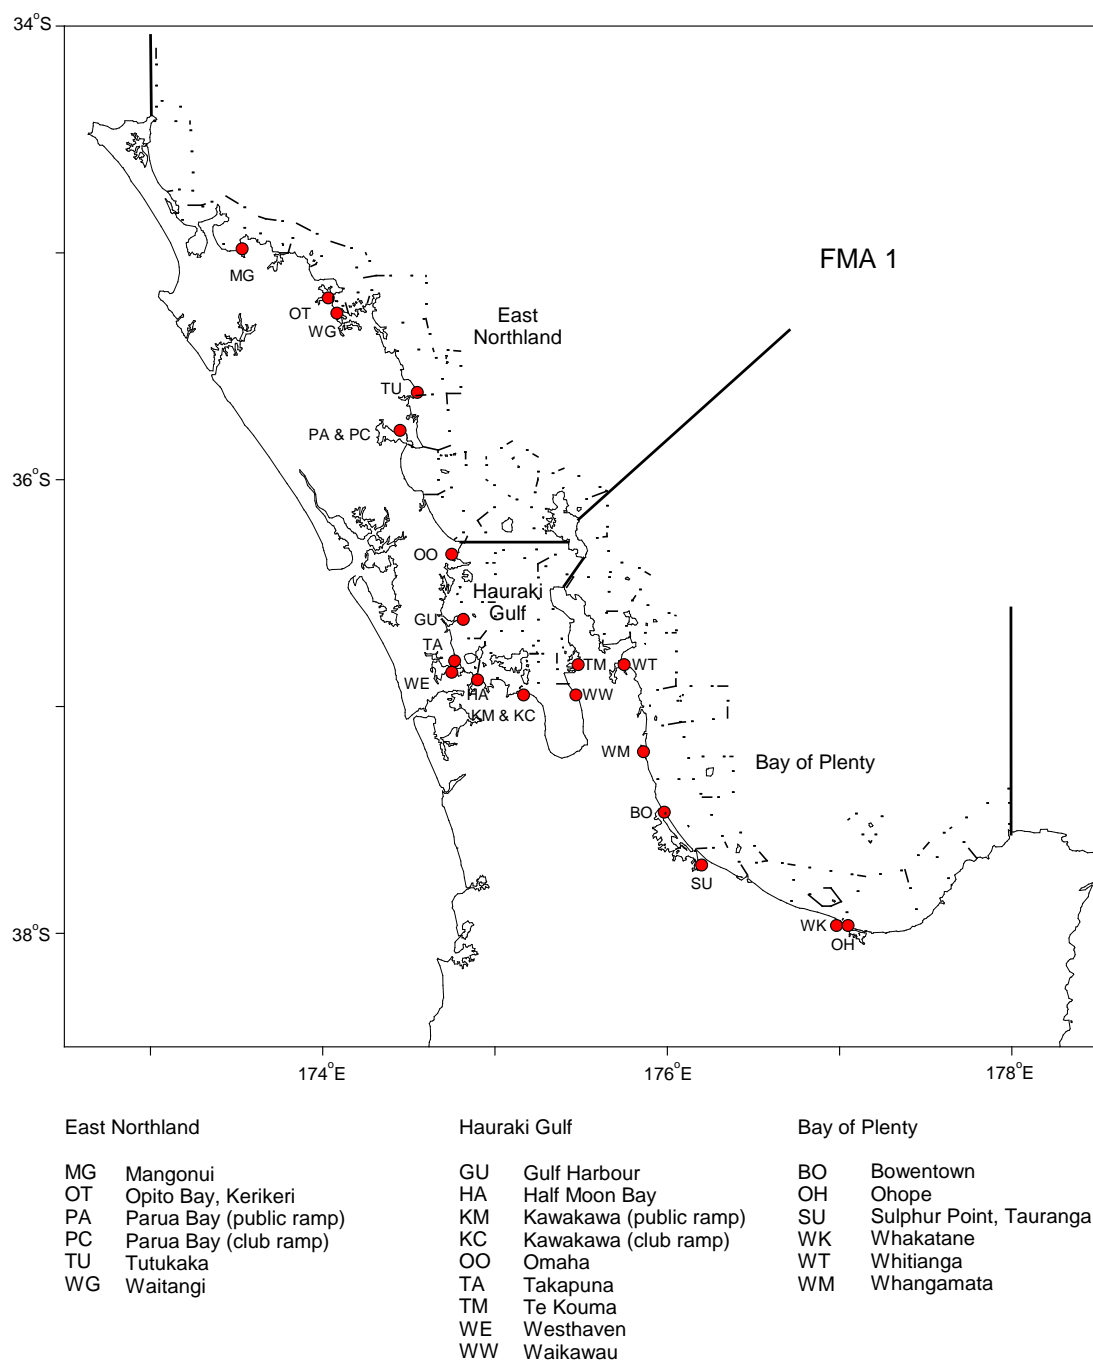 34°S
FMA 1
MG
OT
WG
East
Northland
TU
PA & PC
36°S
OO
Hauraki
Gulf
GU
TA
TM
WT
WE
HA
WW
KM & KC
WM
Bay of Plenty
BO
SU
WK
OH
38°S
174°E
176°E
178°E
East Northland
MG Mangonui
OT Opito Bay, Kerikeri
PA Parua Bay (public ramp)
PC Parua Bay (club ramp)
TU Tutukaka
WG Waitangi
Hauraki Gulf
GU Gulf Harbour
HA Half Moon Bay
KM Kawakawa (public ramp)
KC Kawakawa (club ramp)
OO Omaha
TA Takapuna
TM Te Kouma
WE Westhaven
WW Waikawau
Bay of Plenty
BO Bowentown
OH Ohope
SU Sulphur Point, Tauranga
WK Whakatane
WT Whitianga
WM Whangamata